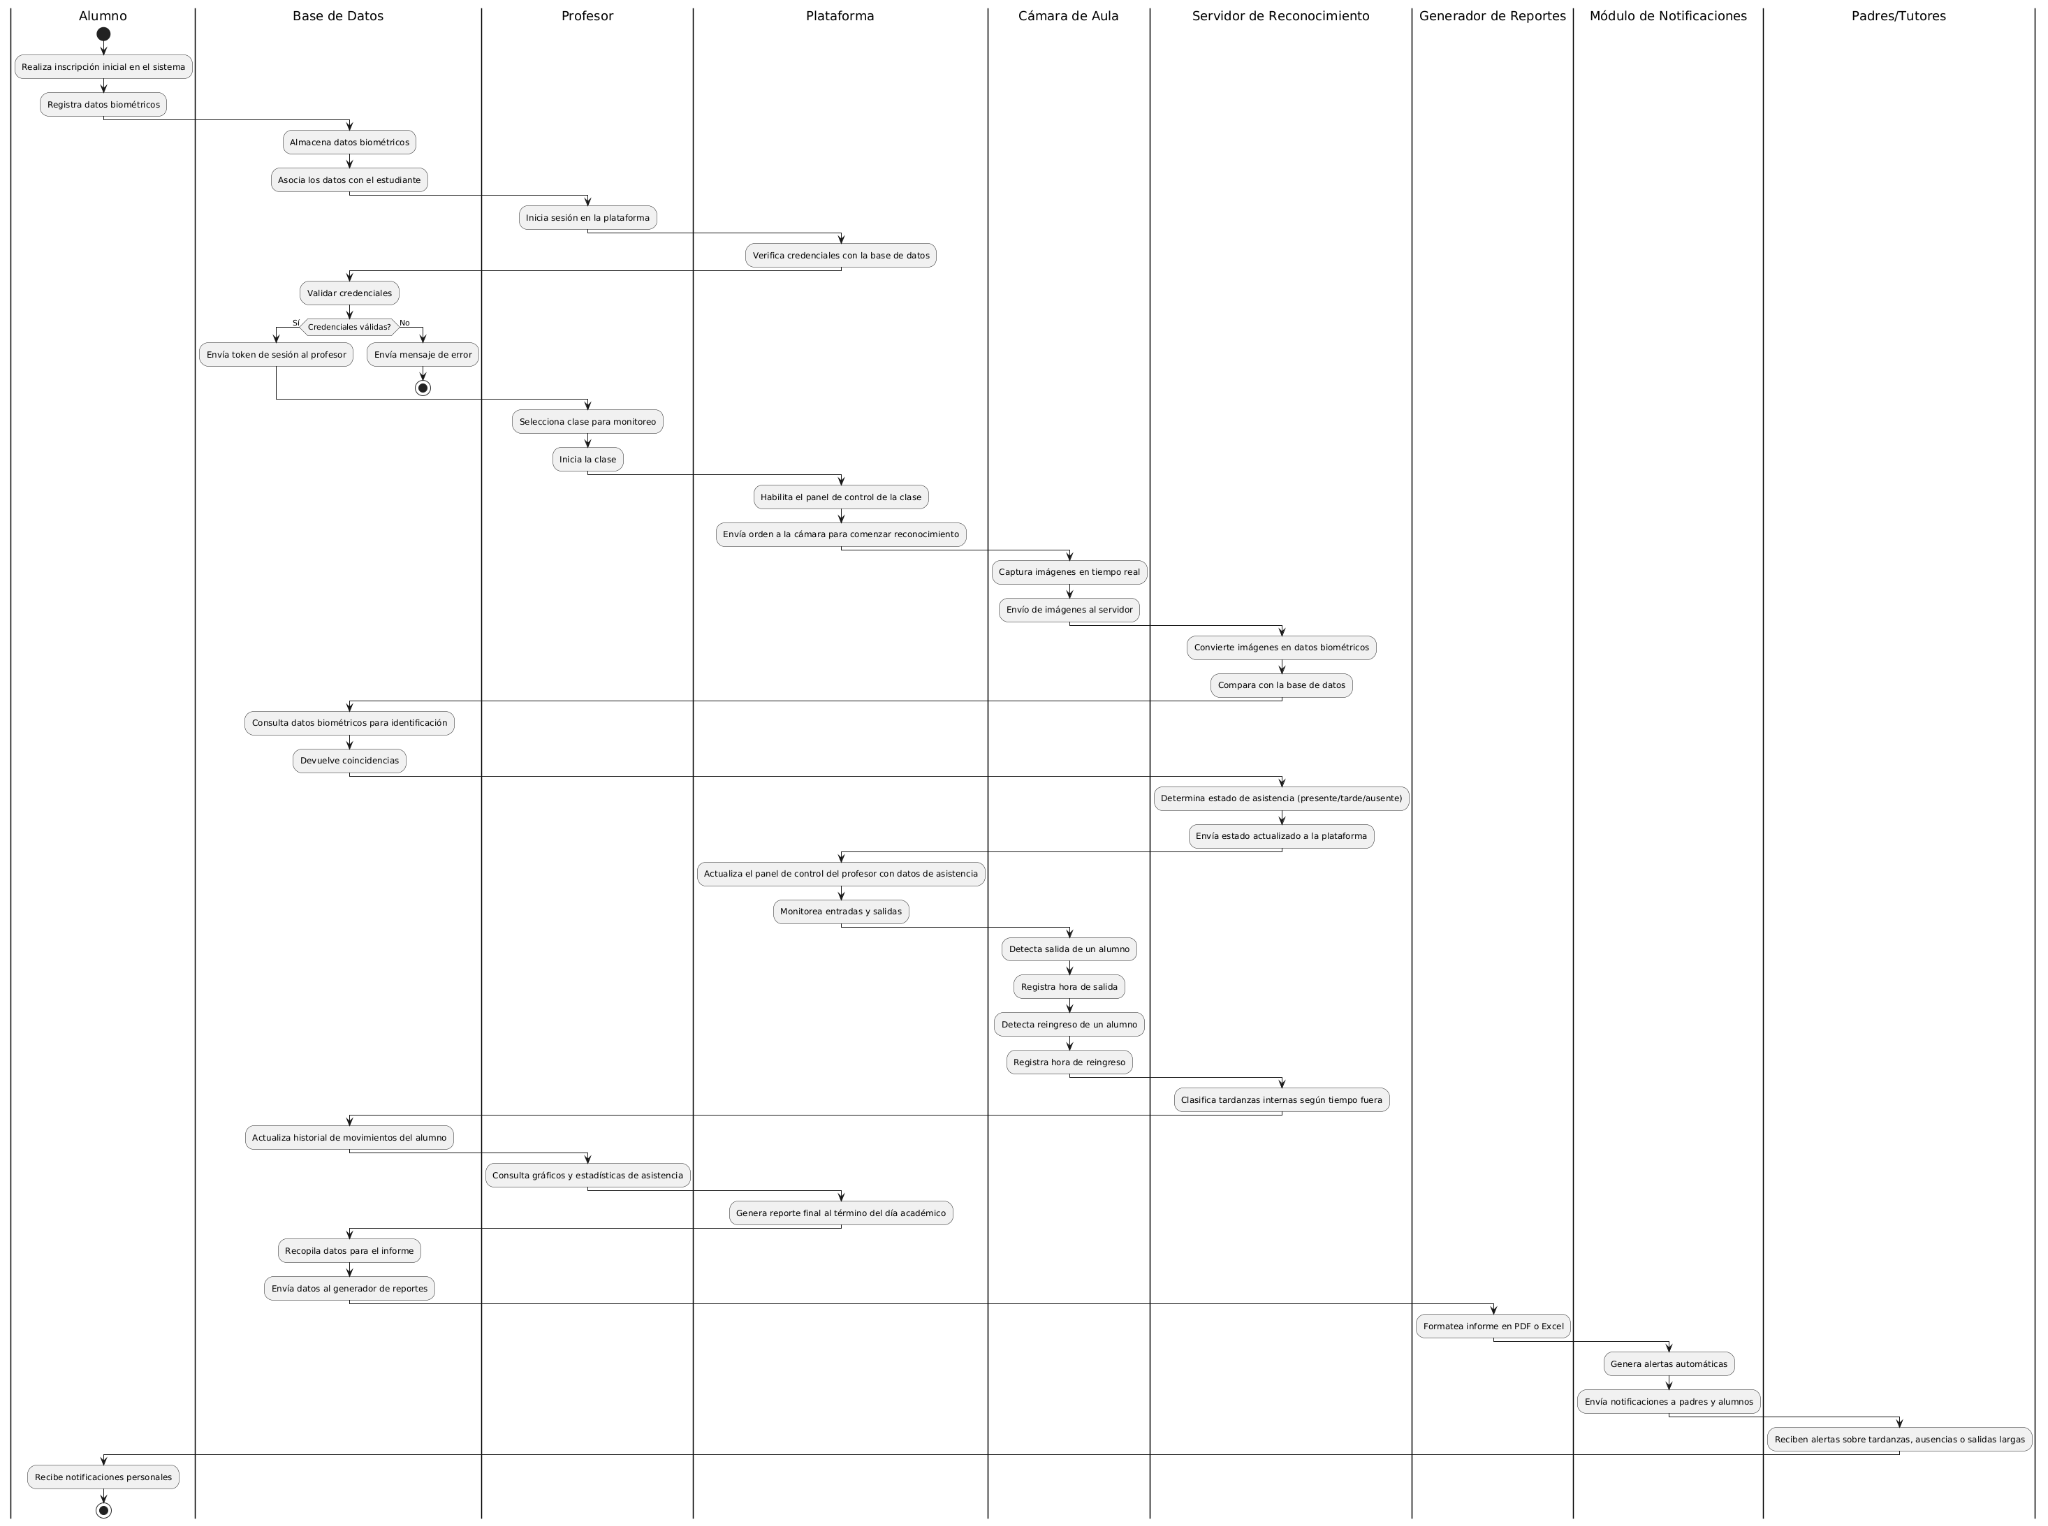 Alumno
Base de Datos
Profesor
Plataforma
Cámara de Aula
Servidor de Reconocimiento
Generador de Reportes
Módulo de Notificaciones
Padres/Tutores
Realiza inscripción inicial en el sistema
Registra datos biométricos
Almacena datos biométricos
Asocia los datos con el estudiante
Inicia sesión en la plataforma
Verifica credenciales con la base de datos
Validar credenciales
Sí
Credenciales válidas?
No
Envía token de sesión al profesor
Envía mensaje de error
Selecciona clase para monitoreo
Inicia la clase
Habilita el panel de control de la clase
Envía orden a la cámara para comenzar reconocimiento
Captura imágenes en tiempo real
Envío de imágenes al servidor
Convierte imágenes en datos biométricos
Compara con la base de datos
Consulta datos biométricos para identificación
Devuelve coincidencias
Determina estado de asistencia (presente/tarde/ausente)
Envía estado actualizado a la plataforma
Actualiza el panel de control del profesor con datos de asistencia
Monitorea entradas y salidas
Detecta salida de un alumno
Registra hora de salida
Detecta reingreso de un alumno
Registra hora de reingreso
Clasifica tardanzas internas según tiempo fuera
Actualiza historial de movimientos del alumno
Consulta gráficos y estadísticas de asistencia
Genera reporte final al término del día académico
Recopila datos para el informe
Envía datos al generador de reportes
Formatea informe en PDF o Excel
Genera alertas automáticas
Envía notificaciones a padres y alumnos
Reciben alertas sobre tardanzas, ausencias o salidas largas
Recibe notificaciones personales